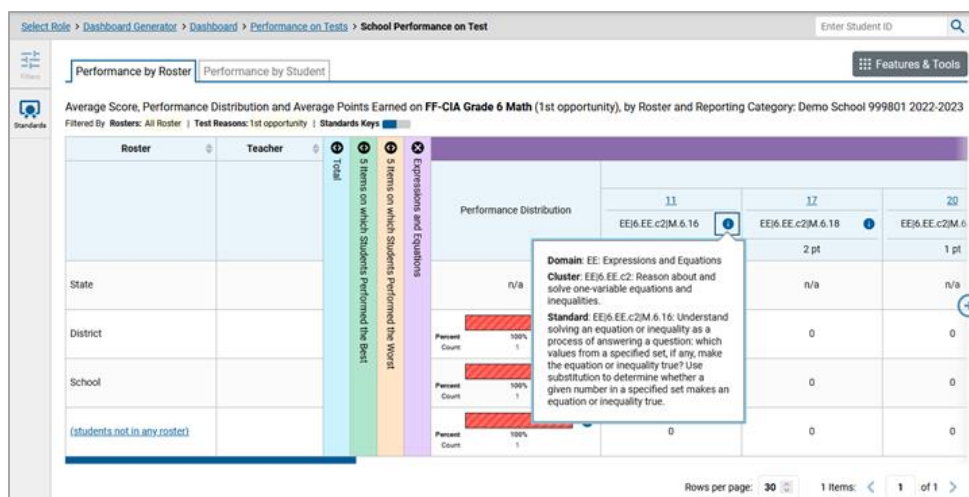 Select Role > Dashboard Generator > Dashboard > Performance on Tests > School Performance on Test
Enter Student ID
Filters
Standards
Performance by Roster
Performance by Student
Features & Tools
Average Score, Performance Distribution and Average Points Earned on FF-CIA Grade 6 Math (1st opportunity), by Roster and Reporting Category: Demo School 999801 2022-2023
Filtered By Rosters: All Roster | Test Reasons: 1st opportunity | Standards Keys
Roster
Teacher
Total
5 Items on which Students Performed the Best
5 Items on which Students Performed the Worst
Expressions and Equations
Performance Distribution
11
17
20
EE|6.EE.c2|M.6.16
EE|6.EE.c2|M.6.18
EE|6.EE.c2|M.6
2 pt
1 pt
Domain: EE: Expressions and Equations
Cluster: EE|6.EE.c2: Reason about and
solve one-variable equations and
inequalities.
Standard: EE|6.EE.c2|M.6.16: Understand
solving an equation or inequality as a
process of answering a question: which
values from a specified set, if any, make
the equation or inequality true? Use
substitution to determine whether a
given number in a specified set makes an
equation or inequality true.
State
n/a
n/a
n/a
District
Percent 100%
Count 1
0
0
School
Percent 100%
Count 1
0
0
(students not in any roster)
Percent 100%
Count 1
0
0
0
Rows per page: 30
1 Items: < 1 of 1 >